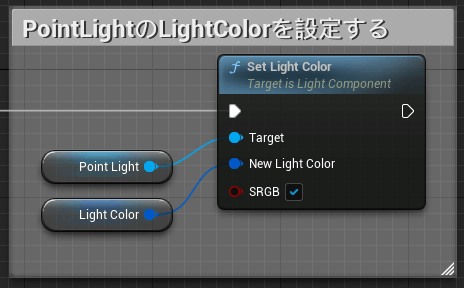 PointLightのLightColorを設定する
f Set Light Color
Target is Light Component
Target
Point Light
New Light Color
Light Color
SRGB